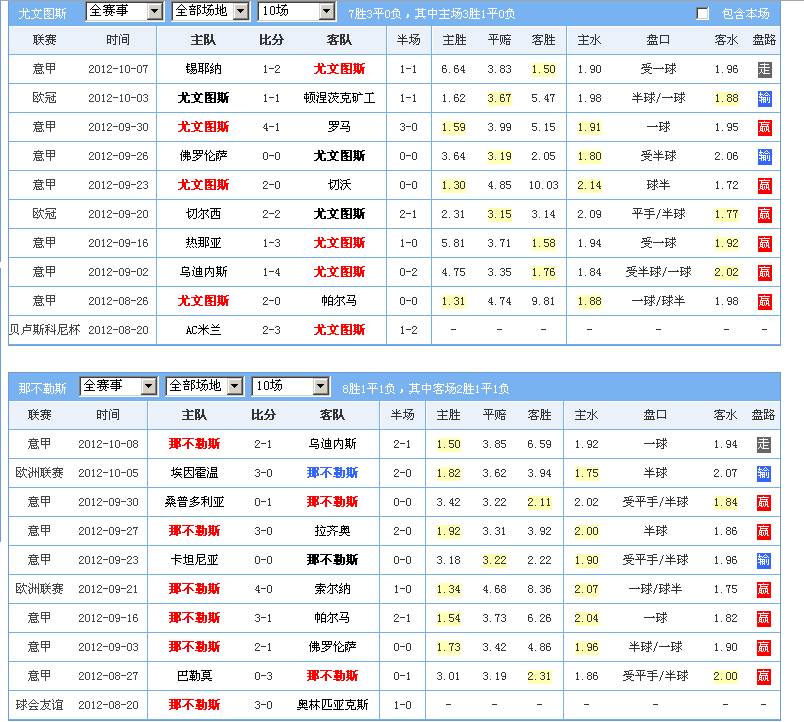 尤文图斯 全赛事 全部场地 10场 7胜3平0负，其中主场3胜1平0负 包含本场
联赛 时间 主队 比分 客队 半场 主胜 平赔 客胜 主水 盘口 客水 盘路
意甲 2012-10-07 锡耶纳 1-2 尤文图斯 1-1 6.64 3.83 1.50 1.90 受一球 1.96 走
欧冠 2012-10-03 尤文图斯 1-1 顿涅茨克矿工 1-1 1.62 3.67 5.47 1.98 半球/一球 1.88 输
意甲 2012-09-30 尤文图斯 4-1 罗马 3-0 1.59 3.99 5.15 1.91 一球 1.95 赢
意甲 2012-09-26 佛罗伦萨 0-0 尤文图斯 0-0 3.64 3.19 2.05 1.80 受半球 2.06 输
意甲 2012-09-23 尤文图斯 2-0 切沃 0-0 1.30 4.85 10.03 2.14 球半 1.72 赢
欧冠 2012-09-20 切尔西 2-2 尤文图斯 2-1 2.31 3.15 3.14 2.09 平手/半球 1.77 赢
意甲 2012-09-16 热那亚 1-3 尤文图斯 1-0 5.81 3.71 1.58 1.94 受一球 1.92 赢
意甲 2012-09-02 乌迪内斯 1-4 尤文图斯 0-2 4.75 3.35 1.76 1.84 受半球/一球 2.02 赢
意甲 2012-08-26 尤文图斯 2-0 帕尔马 0-0 1.31 4.74 9.81 1.88 一球/球半 1.98 赢
贝卢斯科尼杯 2012-08-20 AC米兰 2-3 尤文图斯 1-2 - - - - - - -
那不勒斯 全赛事 全部场地 10场 8胜1平1负，其中客场2胜1平1负
联赛 时间 主队 比分 客队 半场 主胜 平赔 客胜 主水 盘口 客水 盘路
意甲 2012-10-08 那不勒斯 2-1 乌迪内斯 2-1 1.50 3.85 6.59 1.92 一球 1.94 走
欧洲联赛 2012-10-05 埃因霍温 3-0 那不勒斯 2-0 1.82 3.62 3.94 1.75 半球 2.07 输
意甲 2012-09-30 桑普多利亚 0-1 那不勒斯 0-0 3.42 3.22 2.11 2.02 受平手/半球 1.84 赢
意甲 2012-09-27 那不勒斯 3-0 拉齐奥 2-0 1.92 3.31 3.92 2.00 半球 1.86 赢
意甲 2012-09-23 卡坦尼亚 0-0 那不勒斯 0-0 3.18 3.22 2.22 1.90 受平手/半球 1.96 输
欧洲联赛 2012-09-21 那不勒斯 4-0 索尔纳 1-0 1.34 4.68 8.36 2.07 一球/球半 1.75 赢
意甲 2012-09-16 那不勒斯 3-1 帕尔马 2-1 1.54 3.73 6.26 2.04 一球 1.82 赢
意甲 2012-09-03 那不勒斯 2-1 佛罗伦萨 0-0 1.73 3.42 4.86 1.96 半球/一球 1.90 赢
意甲 2012-08-27 巴勒莫 0-3 那不勒斯 0-1 3.01 3.19 2.31 1.86 受平手/半球 2.00 赢
球会友谊 2012-08-20 那不勒斯 3-0 奥林匹亚克斯 1-0 - - - - - - -